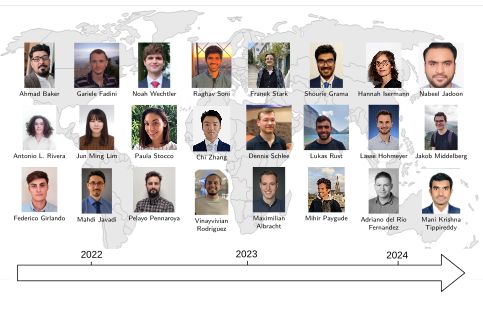 Ahmad Baker
Gariele Fadini
Noah Wechtler
Raghav Soni
Franek Stark
Shourie Grama
Hannah Isermann
Nabeel Jadoon
Antonio L. Rivera
Jun Ming Lim
Paula Stocco
Chi Zhang
Dennis Schlee
Lukas Rust
Lasse Hohmeyer
Jakob Middelberg
Federico Girlando
Mahdi Javadi
Pelayo Pennaroya
Vinayvivian
Rodriguez
Maximilian
Albracht
Mihir Paygude
Adriano del Rio
Fernandez
Mani Krishna
Tippireddy
2022
2023
2024